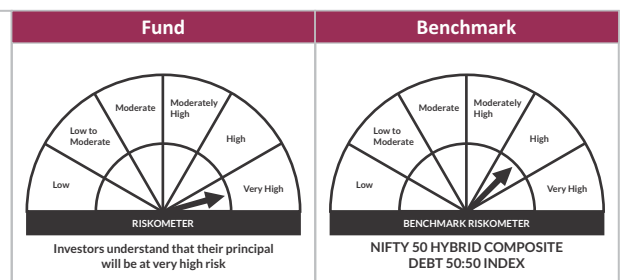 Fund
Benchmark
Low
Low to
Moderate
Moderate
Moderately
High
High
Very High
RISKOMETER
Investors understand that their principal
will be at very high risk
Low
Low to
Moderate
Moderate
Moderately
High
High
Very High
BENCHMARK RISKOMETER
NIFTY 50 HYBRID COMPOSITE
DEBT 50:50 INDEX